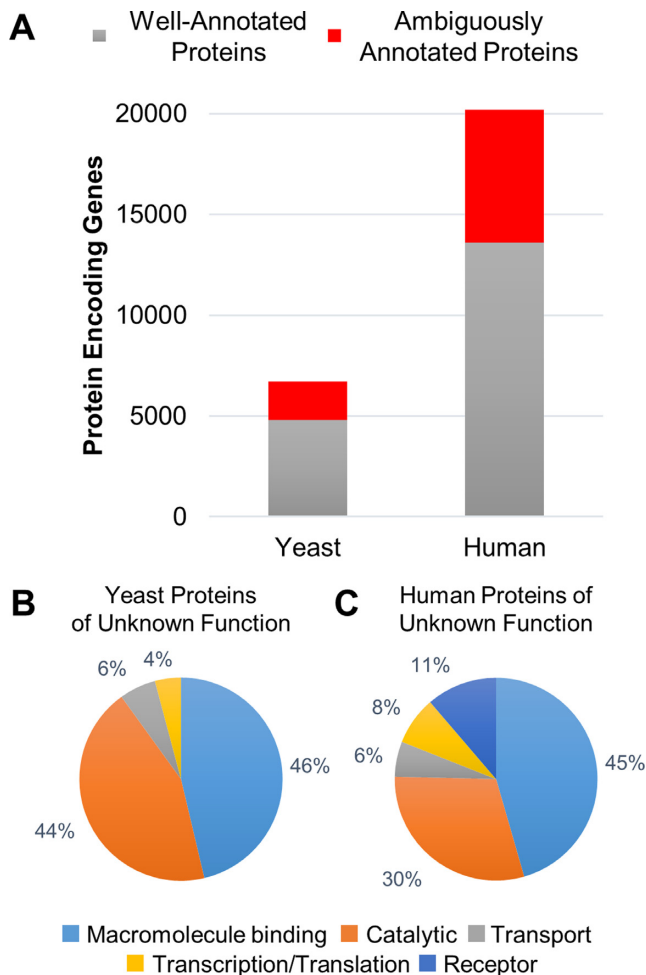 A
Well-Annotated Proteins
Ambiguously Annotated Proteins
Protein Encoding Genes
20000
15000
10000
5000
0
Yeast
Human
B
Yeast Proteins
of Unknown Function
4%
6%
46%
44%
C
Human Proteins of
Unknown Function
11%
8%
6%
45%
30%
Macromolecule binding
Catalytic
Transport
Transcription/Translation
Receptor